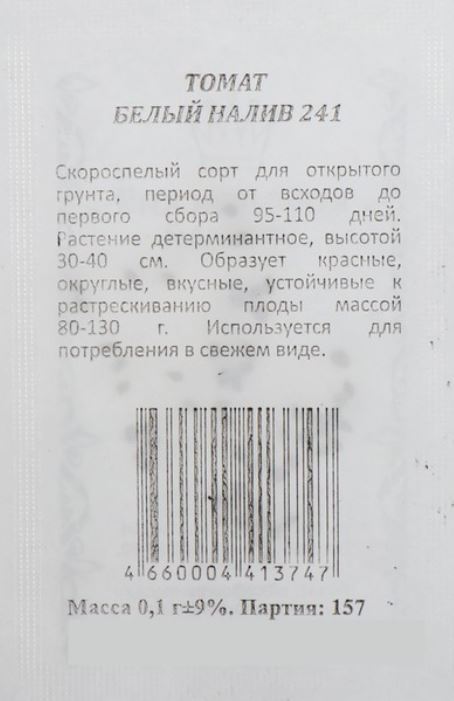 ТОМАТ
БЕЛЫЙ НАЛИВ 241
Скороспелый сорт для открытого
грунта, период от всходов до
первого сбора 95-110 дней.
Растение детерминантное, высотой
30-40 см. Образует красные,
округлые, вкусные, устойчивые к
растрескиванию плоды массой
80-130 г. Используется для
потребления в свежем виде.
4 660004 413747
Масса 0,1 г±9%. Партия: 157